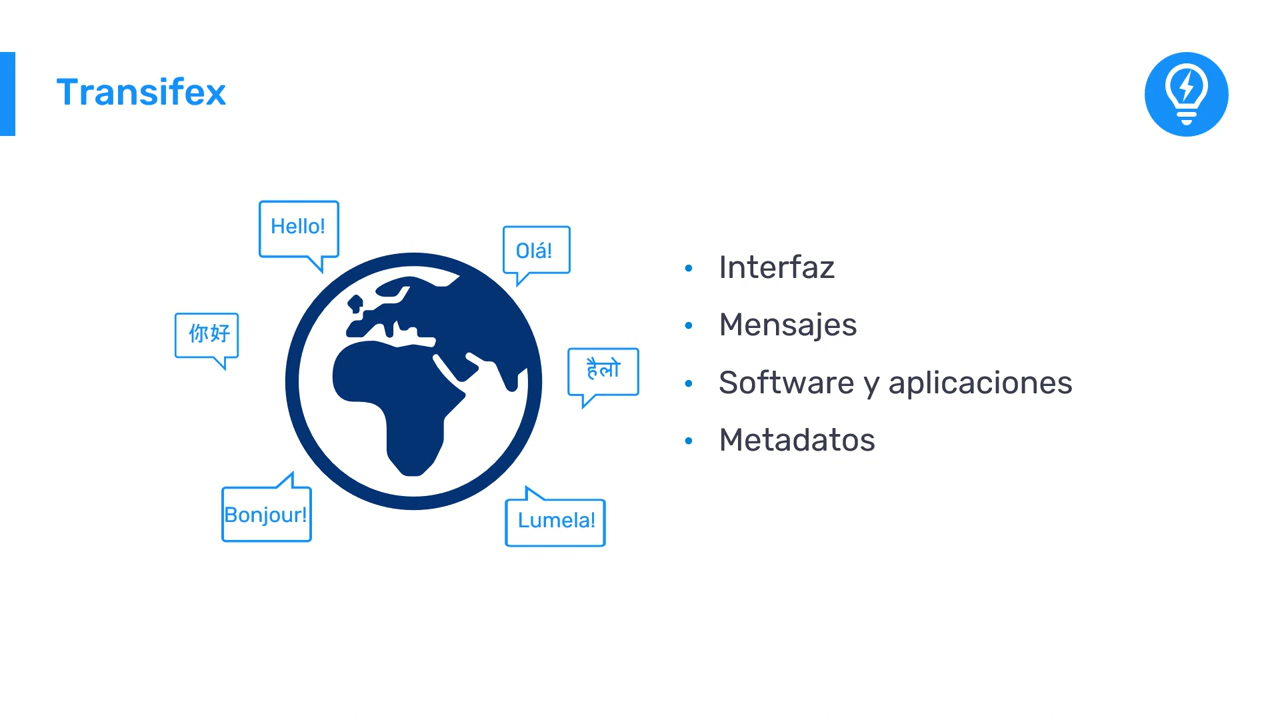 Transifex
Hello!
Olá!
你好
हैलो
Bonjour!
Lumela!
Interfaz
Mensajes
Software y aplicaciones
Metadatos